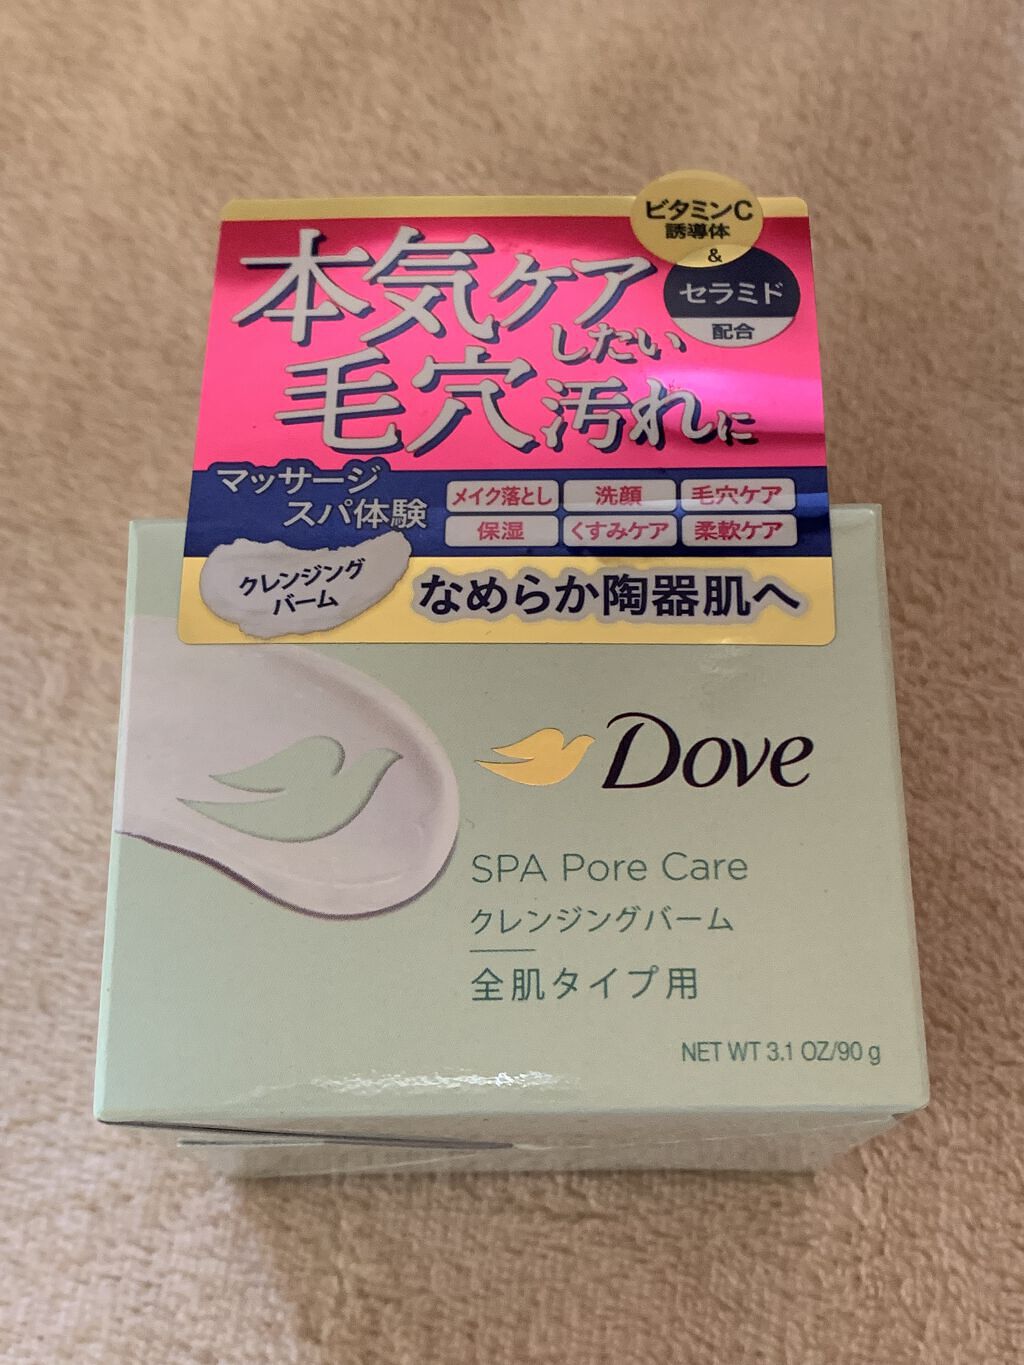 ビタミンC
誘導体
&
セラミド
配合
本気ケア
したい
毛穴汚れに
マッサージ
スパ体験
メイク落とし 洗顔 毛穴ケア
保湿 くすみケア 柔軟ケア
クレンジング
バーム
なめらか陶器肌へ
Dove
SPA Pore Care
クレンジングバーム
全肌タイプ用
NET WT 3.1 OZ/90 g